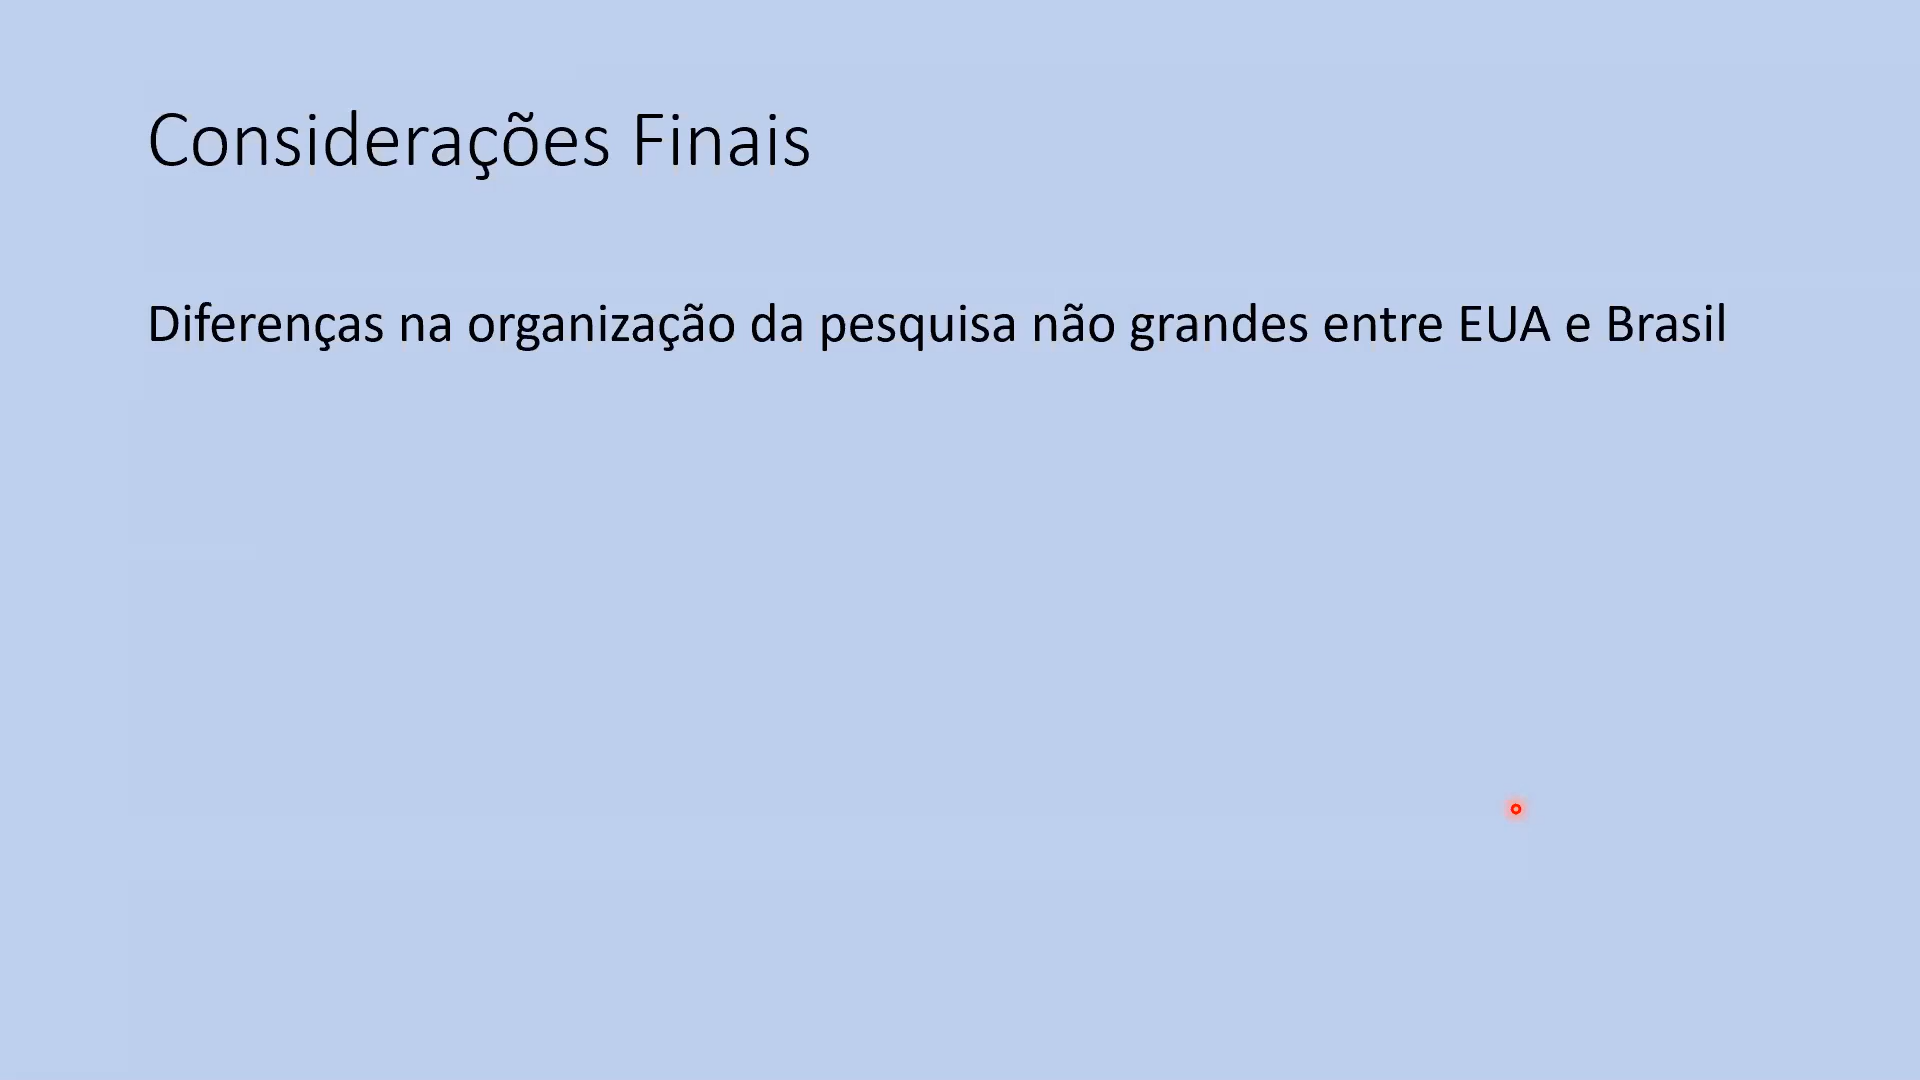 Considerações Finais
Diferenças na organização da pesquisa não grandes entre EUA e Brasil